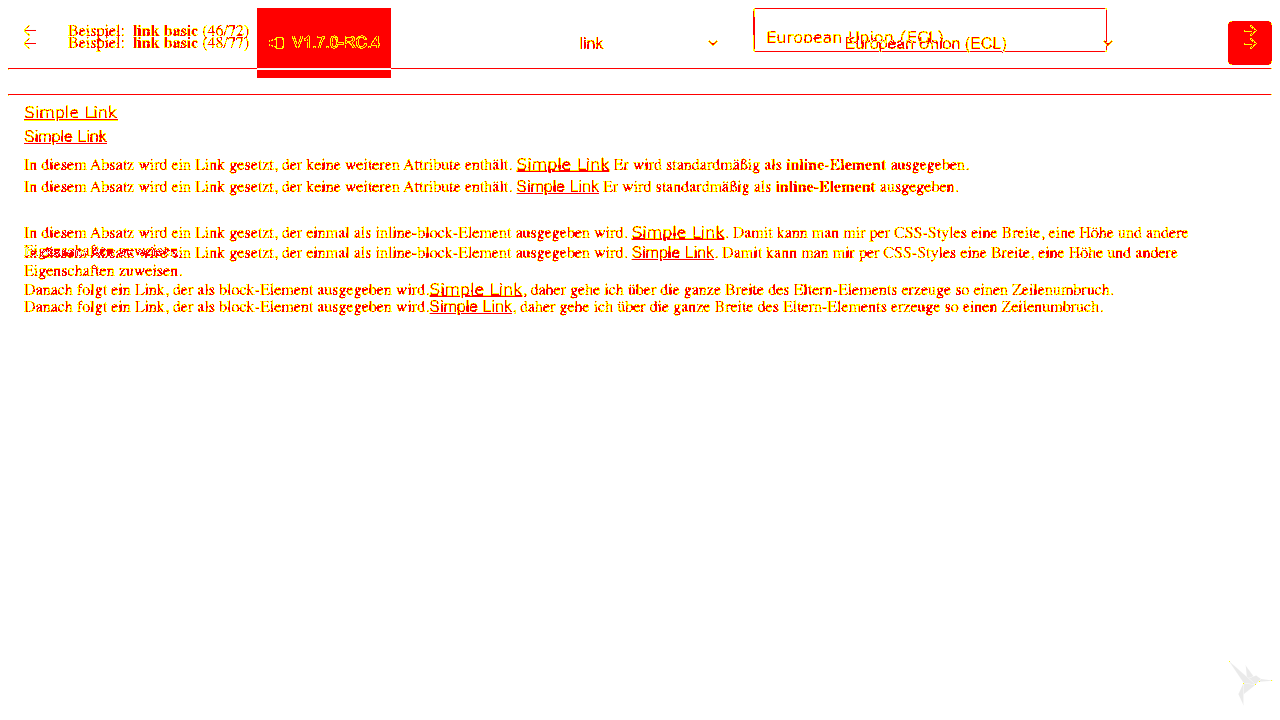 Beispiel: link basic (46/72)
Beispiel: link basic (48/77)
V1.7.0-RC.4
link
European Union (ECL)
European Union (ECL)
Simple Link
Simple Link
In diesem Absatz wird ein Link gesetzt, der keine weiteren Attribute enthält. Simple Link Er wird standardmäßig als inline-Element ausgegeben.
In diesem Absatz wird ein Link gesetzt, der keine weiteren Attribute enthält. Simple Link Er wird standardmäßig als inline-Element ausgegeben.
In diesem Absatz wird ein Link gesetzt, der einmal als inline-block-Element ausgegeben wird. Simple Link. Damit kann man mir per CSS-Styles eine Breite, eine Höhe und andere
Eigenschaften zuweisen.
In diesem Absatz wird ein Link gesetzt, der einmal als inline-block-Element ausgegeben wird. Simple Link. Damit kann man mir per CSS-Styles eine Breite, eine Höhe und andere
Eigenschaften zuweisen.
Danach folgt ein Link, der als block-Element ausgegeben wird.Simple Link, daher gehe ich über die ganze Breite des Eltern-Elements erzeuge so einen Zeilenumbruch.
Danach folgt ein Link, der als block-Element ausgegeben wird.Simple Link, daher gehe ich über die ganze Breite des Eltern-Elements erzeuge so einen Zeilenumbruch.